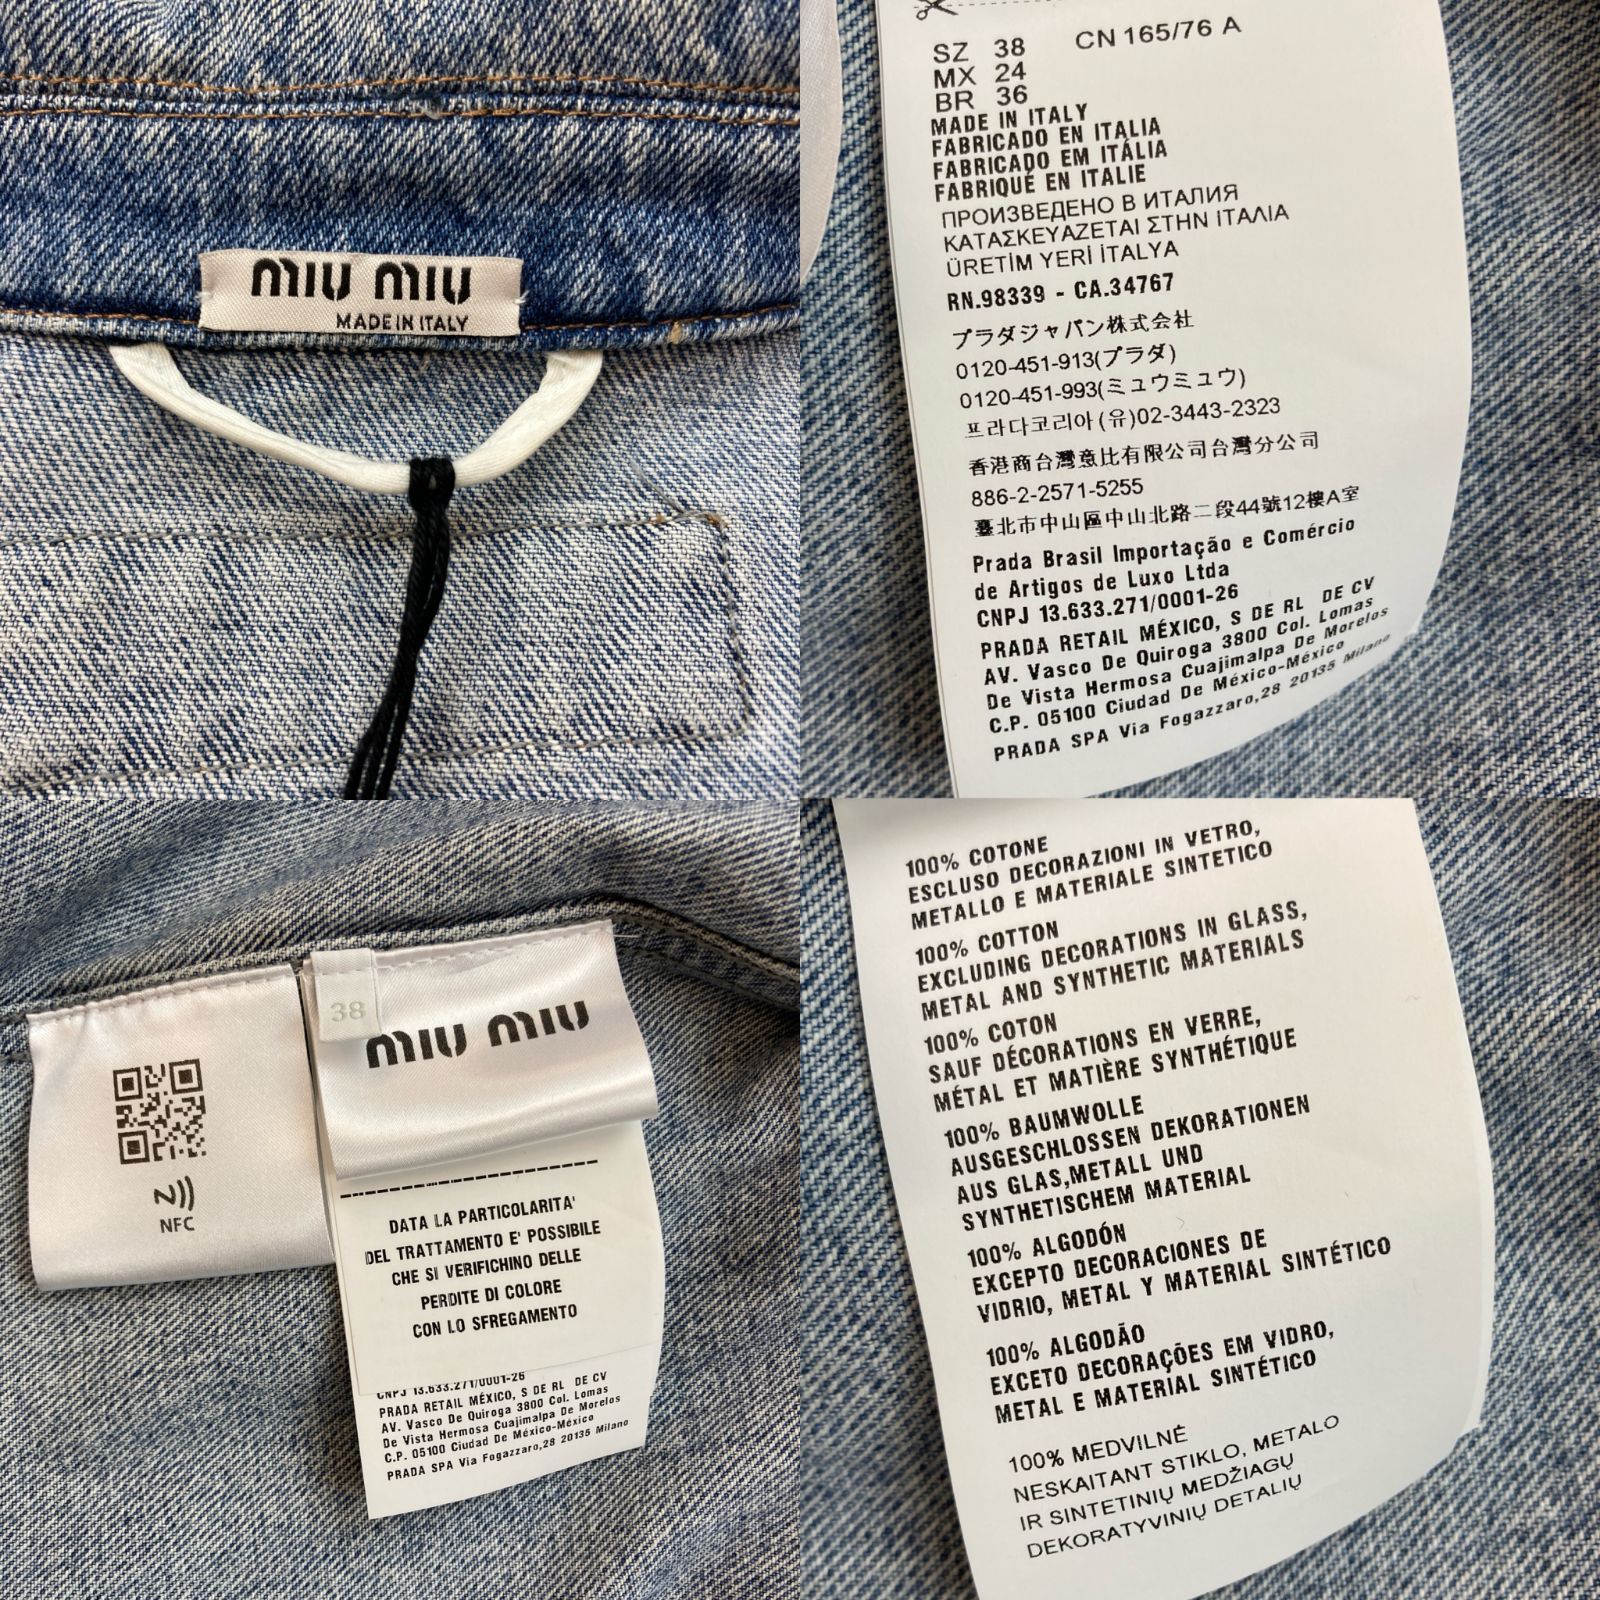 miu miu
MADE IN ITALY
SZ 38 CN 165/76 A
MX 24
BR 36
MADE IN ITALY
FABRICADO EN ITALIA
FABRICADO EM ITÁLIA
FABRIQUÉ EN ITALIE
ПРОИЗВЕДЕНО В ИТАЛИЯ
ΚΑΤΑΣΚΕΥΑΖΕΤΑΙ ΣΤΗΝ ΙΤΑΛΙΑ
ÜRETİM YERİ İTALYA
RN.98339 - CA.34767
プラダジャパン株式会社
0120-451-913(プラダ)
0120-451-993(ミュウミュウ)
프라다코리아(유)02-3443-2323
香港商台灣意比有限公司台灣分公司
886-2-2571-5255
臺北市中山區中山北路二段44號12樓A室
Prada Brasil Importação e Comércio
de Artigos de Luxo Ltda
CNPJ 13.633.271/0001-26
PRADA RETAIL MÉXICO, S DE RL DE CV
AV. Vasco De Quiroga 3800 Col. Lomas
De Vista Hermosa Cuajimalpa De Morelos
C.P. 05100 Ciudad De México-México
PRADA SPA Via Fogazzaro,28 20135 Milano
NFC
38
miu miu
DATA LA PARTICOLARITA'
DEL TRATTAMENTO E' POSSIBILE
CHE SI VERIFICHINO DELLE
PERDITE DI COLORE
CON LO SFREGAMENTO
CNPJ 13.633.271/0001-26
PRADA RETAIL MÉXICO, S DE RL DE CV
AV. Vasco De Quiroga 3800 Col. Lomas
De Vista Hermosa Cuajimalpa De Morelos
C.P. 05100 Ciudad De México-México
PRADA SPA Via Fogazzaro,28 20135 Milano
100% COTONE
ESCLUSO DECORAZIONI IN VETRO,
METALLO E MATERIALE SINTETICO
100% COTTON
EXCLUDING DECORATIONS IN GLASS,
METAL AND SYNTHETIC MATERIALS
100% COTON
SAUF DÉCORATIONS EN VERRE,
MÉTAL ET MATIÈRE SYNTHÉTIQUE
100% BAUMWOLLE
AUSGESCHLOSSEN DEKORATIONEN
AUS GLAS,METALL UND
SYNTHETISCHEM MATERIAL
100% ALGODÓN
EXCEPTO DECORACIONES DE
VIDRIO, METAL Y MATERIAL SINTÉTICO
100% ALGODÃO
EXCETO DECORAÇÕES EM VIDRO,
METAL E MATERIAL SINTÉTICO
100% MEDVILNĖ
NESKAITANT STIKLO, METALO
IR SINTETINIŲ MEDŽIAGŲ
DEKORATYVINIŲ DETALIŲ